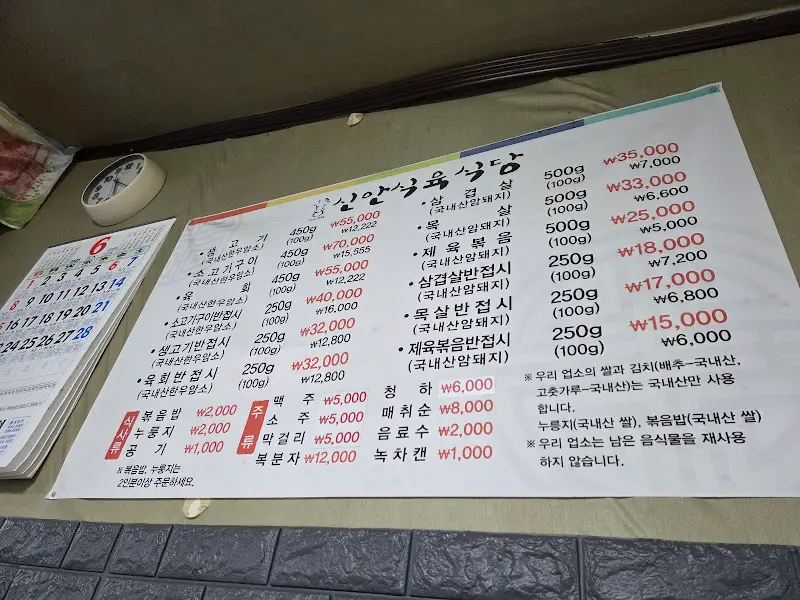 신안식육식당
• 생고기 450g ₩55,000
(국내산한우암소) (100g) ₩12,222
• 소고기구이 450g ₩70,000
(국내산한우암소) (100g) ₩15,555
• 육회 450g ₩55,000
(국내산한우암소) (100g) ₩12,222
• 소고기구이반접시 250g ₩40,000
(국내산한우암소) (100g) ₩16,000
• 생고기반접시 250g ₩32,000
(국내산한우암소) (100g) ₩12,800
• 육회반접시 250g ₩32,000
(국내산한우암소) (100g) ₩12,800
• 삼겹살 500g ₩35,000
(국내산암돼지) (100g) ₩7,000
• 목살 500g ₩33,000
(국내산암돼지) (100g) ₩6,600
• 제육볶음 500g ₩25,000
(국내산암돼지) (100g) ₩5,000
• 삼겹살반접시 250g ₩18,000
(국내산암돼지) (100g) ₩7,200
• 목살반접시 250g ₩17,000
(국내산암돼지) (100g) ₩6,800
• 제육볶음반접시 250g ₩15,000
(국내산암돼지) (100g) ₩6,000
식사류
볶음밥 ₩2,000
누룽지 ₩2,000
공기 ₩1,000
※ 볶음밥, 누룽지는
2인분이상 주문하세요.
주류
맥주 ₩5,000
소주 ₩5,000
막걸리 ₩5,000
복분자 ₩12,000
청하 ₩6,000
매취순 ₩8,000
음료수 ₩2,000
녹차캔 ₩1,000
※ 우리 업소의 쌀과 김치(배추-국내산,
고춧가루-국내산)는 국내산만 사용
합니다.
누룽지(국내산 쌀), 볶음밥(국내산 쌀)
※ 우리 업소는 남은 음식물을 재사용
하지 않습니다.
6
1 2 3 4 5 6 7
8 9 10 11 12 13 14
16 17 18 19 20 21
23 24 25 26 27 28